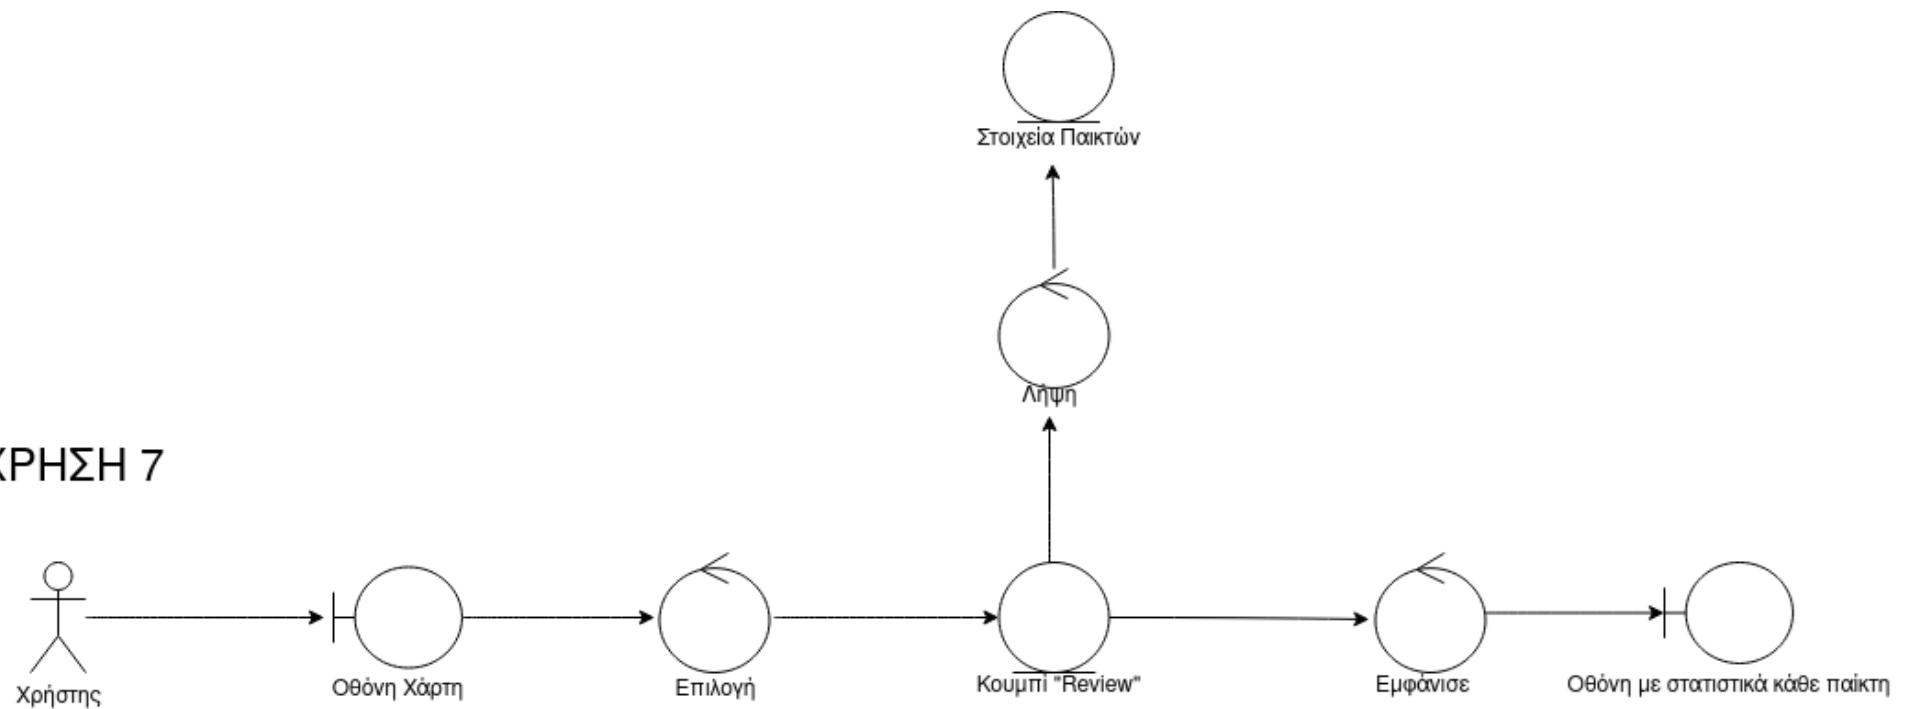 Στοιχεία Παικτών
Λήψη
ΧΡΗΣΗ 7
Χρήστης
Οθόνη Χάρτη
Επιλογή
Κουμπί "Review"
Εμφάνισε
Οθόνη με στατιστικά κάθε παίκτη